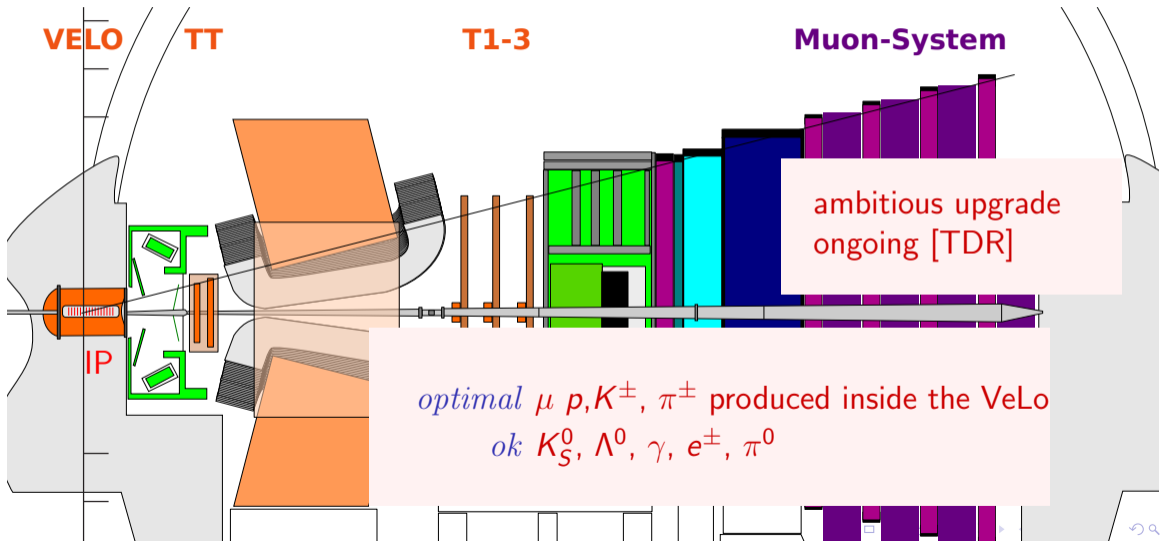 VELO TT T1-3 Muon-System
ambitious upgrade
ongoing [TDR]
IP
optimal μ p,K±, π± produced inside the VeLo
ok K⁰_S, Λ⁰, γ, e±, π⁰